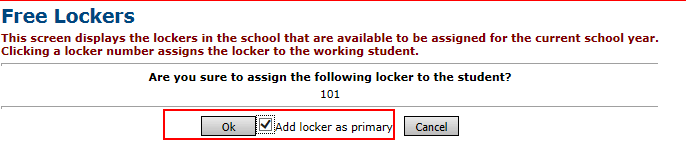 Free Lockers
This screen displays the lockers in the school that are available to be assigned for the current school year.
Clicking a locker number assigns the locker to the working student.
Are you sure to assign the following locker to the student?
101
Ok Add locker as primary Cancel